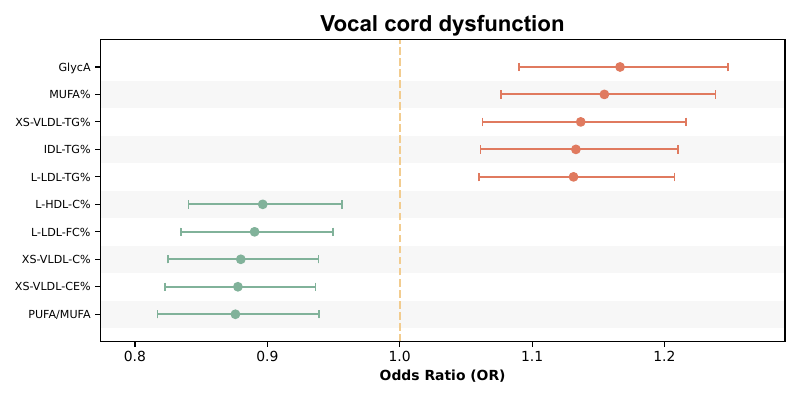 Vocal cord dysfunction
GlycA
MUFA%
XS-VLDL-TG%
IDL-TG%
L-LDL-TG%
L-HDL-C%
L-LDL-FC%
XS-VLDL-C%
XS-VLDL-CE%
PUFA/MUFA
0.8 0.9 1.0 1.1 1.2
Odds Ratio (OR)